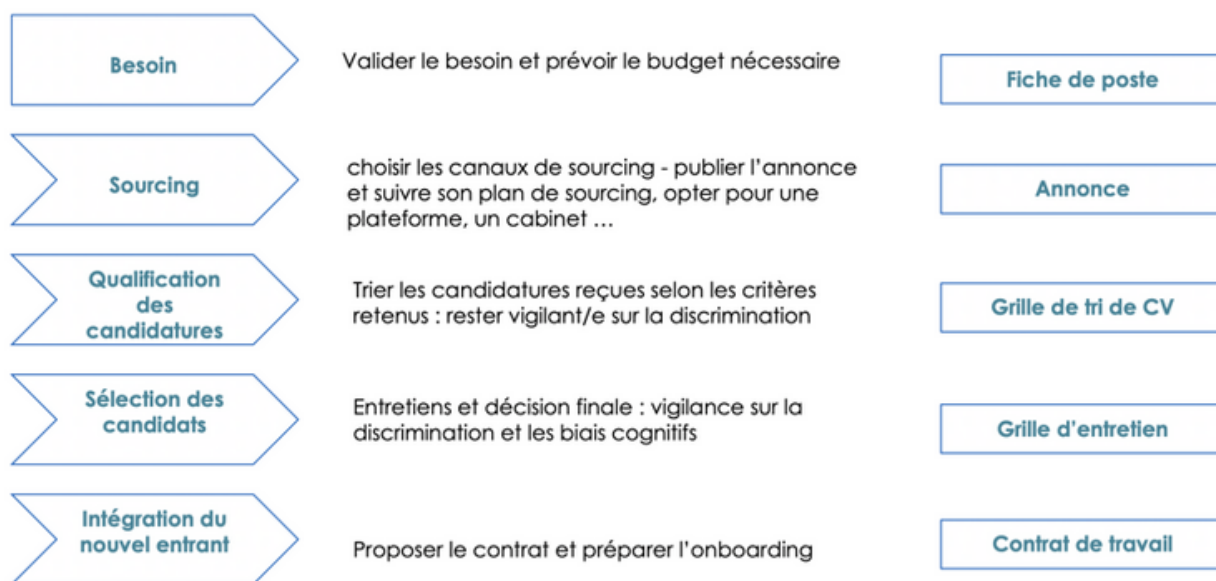 Besoin
Valider le besoin et prévoir le budget nécessaire
Fiche de poste
Sourcing
choisir les canaux de sourcing - publier l’annonce
et suivre son plan de sourcing, opter pour une
plateforme, un cabinet …
Annonce
Qualification
des
candidatures
Trier les candidatures reçues selon les critères
retenus : rester vigilant/e sur la discrimination
Grille de tri de CV
Sélection des
candidats
Entretiens et décision finale : vigilance sur la
discrimination et les biais cognitifs
Grille d’entretien
Intégration du
nouvel entrant
Proposer le contrat et préparer l’onboarding
Contrat de travail